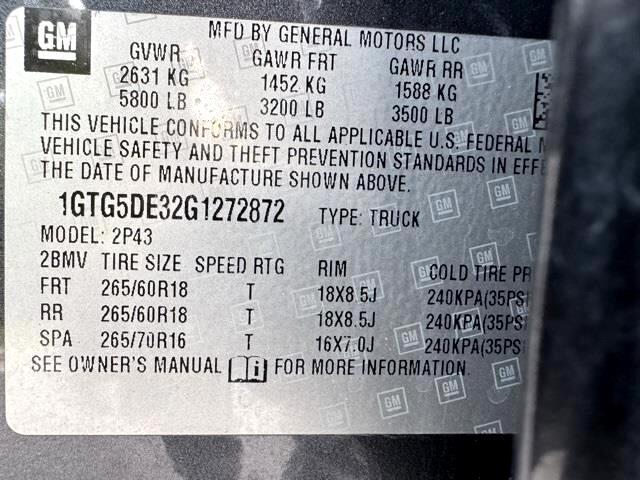 GM MFD BY GENERAL MOTORS LLC
GVWR GAWR FRT GAWR RR
2631 KG 1452 KG 1588 KG
5800 LB 3200 LB 3500 LB
THIS VEHICLE CONFORMS TO ALL APPLICABLE U.S. FEDERAL
VEHICLE SAFETY AND THEFT PREVENTION STANDARDS IN EFFE
THE DATE OF MANUFACTURE SHOWN ABOVE.
1GTG5DE32G1272872 TYPE: TRUCK
MODEL: 2P43
2BMV TIRE SIZE SPEED RTG RIM COLD TIRE PR
FRT 265/60R18 T 18X8.5J 240KPA(35PS
RR 265/60R18 T 18X8.5J 240KPA(35PS
SPA 265/70R16 T 16X7.0J 240KPA(35PS
SEE OWNER'S MANUAL i FOR MORE INFORMATION.